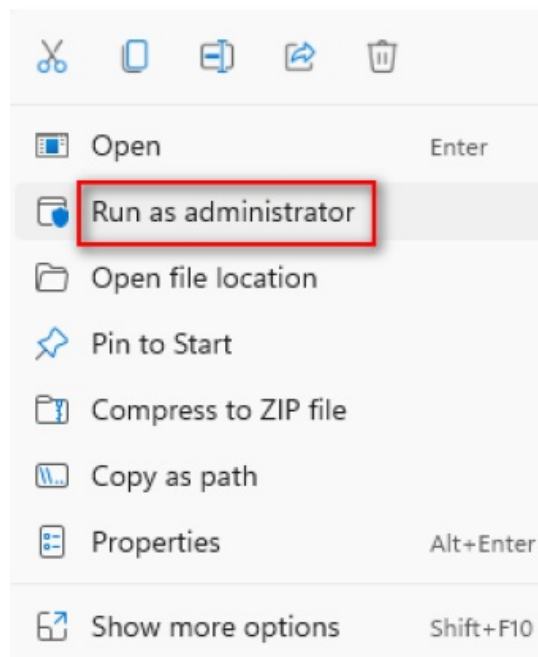 Open Enter
Run as administrator
Open file location
Pin to Start
Compress to ZIP file
Copy as path
Properties Alt+Enter
Show more options Shift+F10